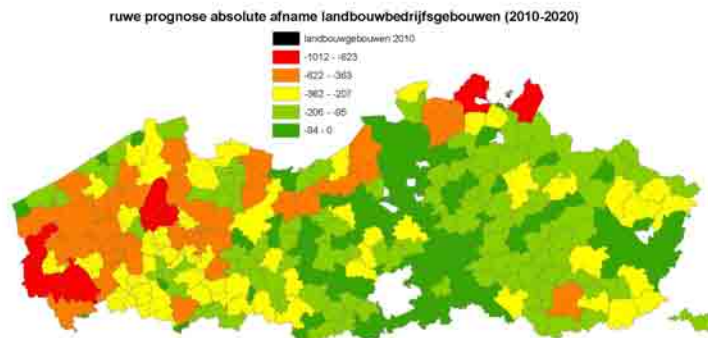 ruwe prognose absolute afname landbouwbedrijfsgebouwen (2010-2020)
landbouwgebouwen 2010
-1012 - -623
-622 - -363
-362 - -207
-206 - -85
-84 - 0